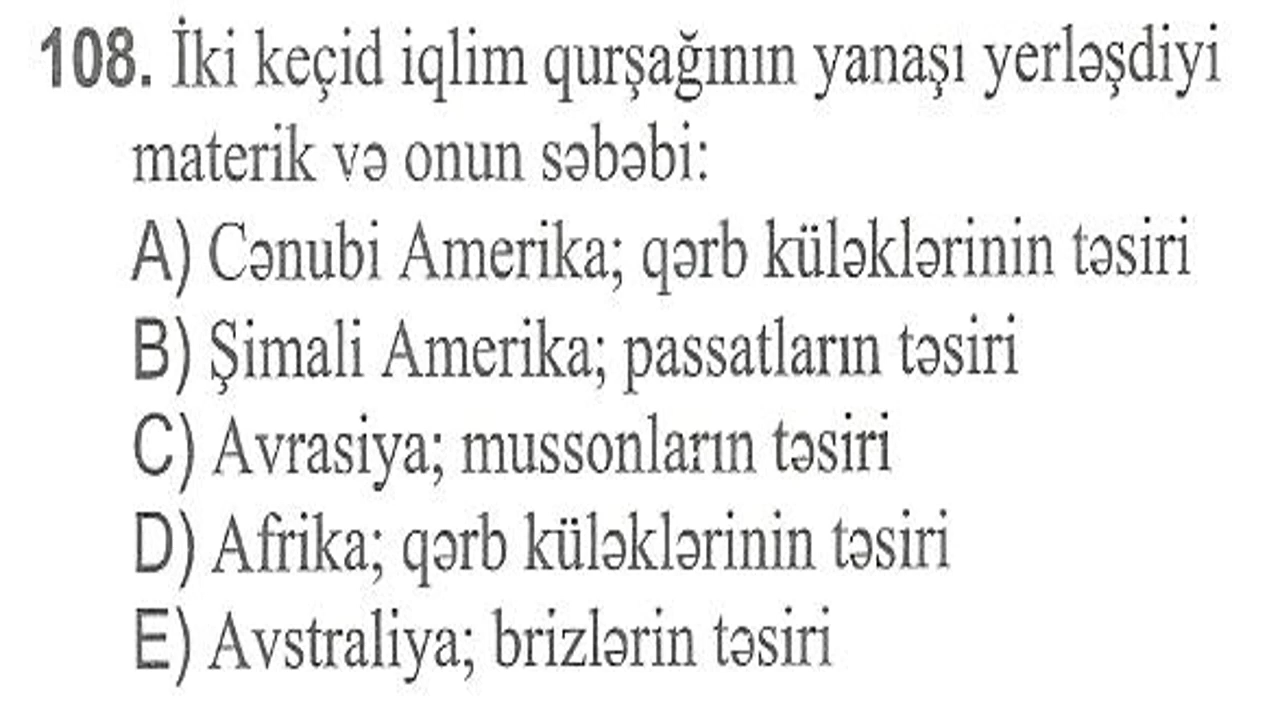 108. İki keçid iqlim qurşağının yanaşı yerləşdiyi
materik və onun səbəbi:
A) Cənubi Amerika; qərb küləklərinin təsiri
B) Şimali Amerika; passatların təsiri
C) Avrasiya; mussonların təsiri
D) Afrika; qərb küləklərinin təsiri
E) Avstraliya; brizlərin təsiri